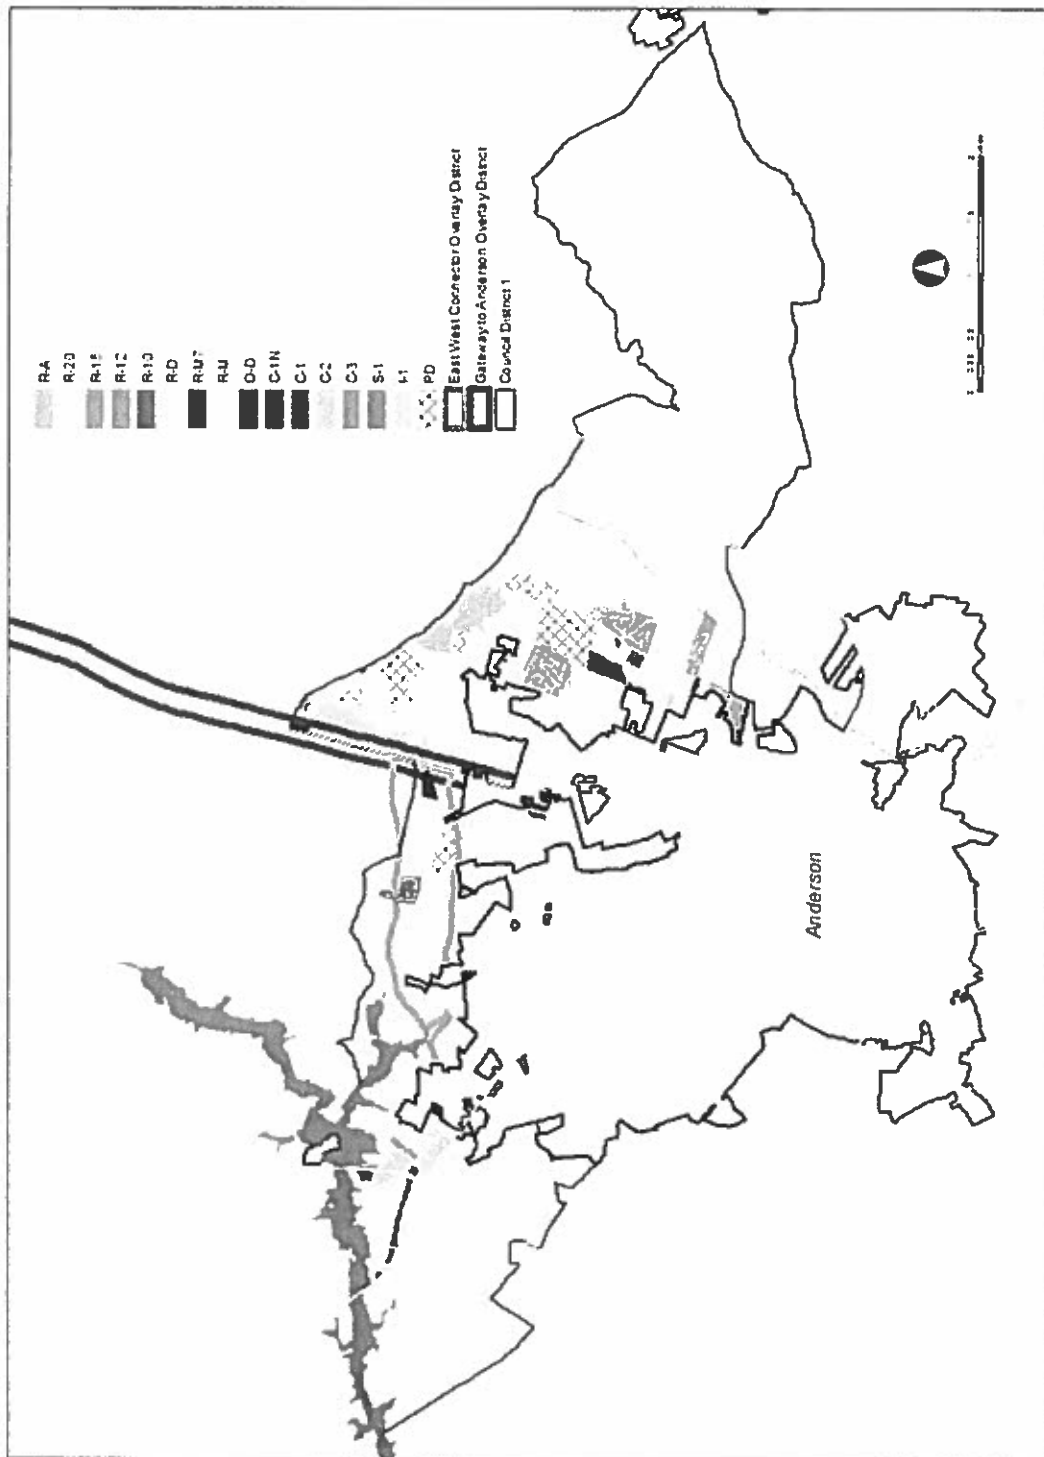 R-A
R-20
R-15
R-12
R-10
R-D
R-M7
R-M
O-D
C-1N
C-1
C-2
C-3
S-1
I-1
PD
East West Connector Overlay District
Gateway to Anderson Overlay District
Council District 1
Anderson